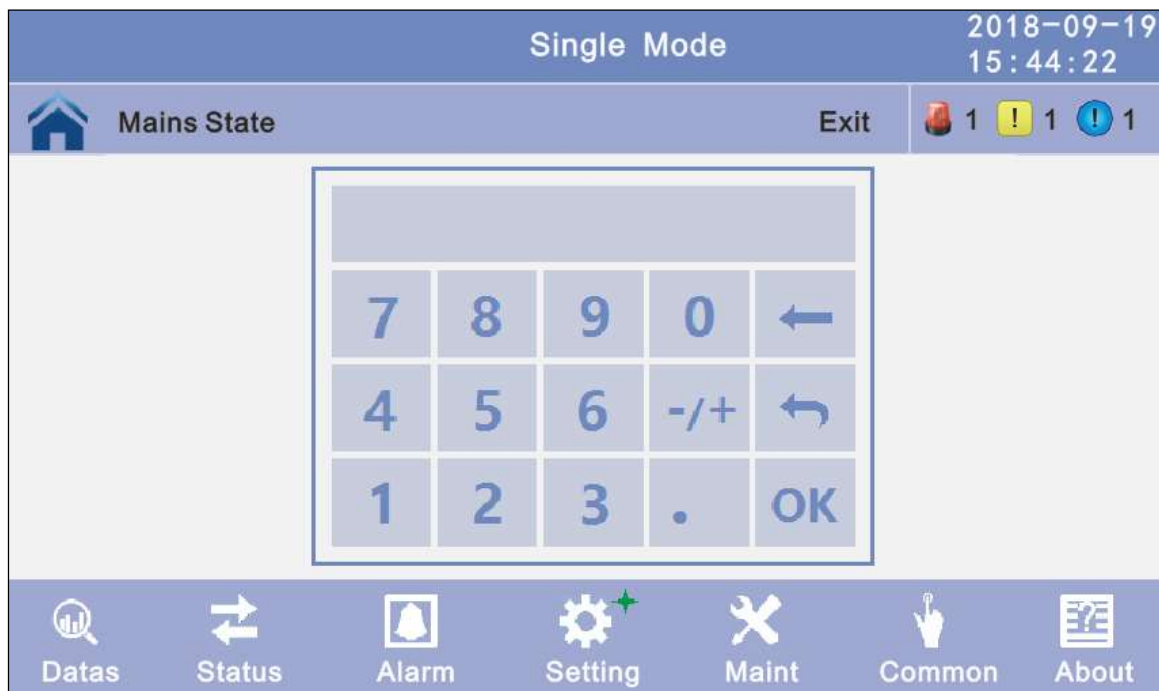 Single Mode
2018-09-19
15:44:22
Mains State
Exit
! 1 ! 1 1
7 8 9 0
4 5 6 -/+
1 2 3 . OK
Datas Status Alarm Setting Maint Common About